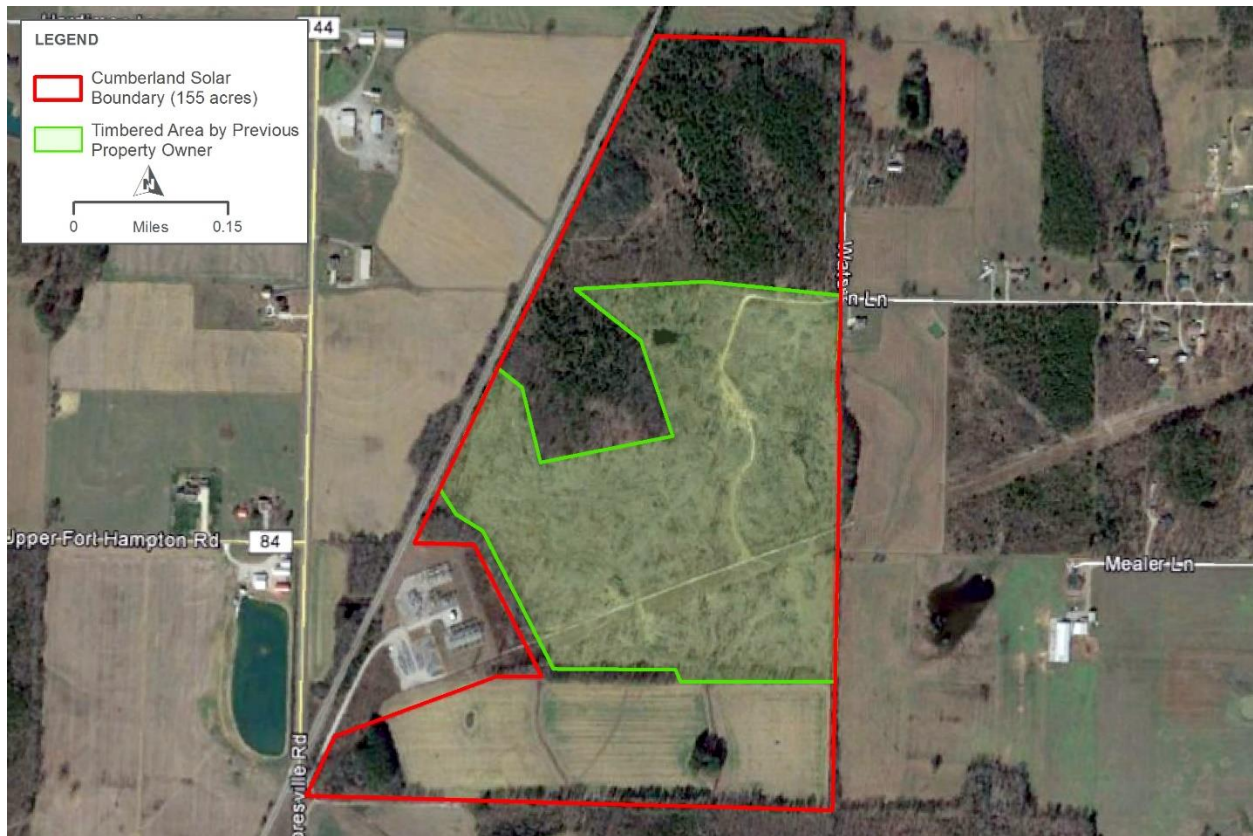 44
LEGEND
Cumberland Solar
Boundary (155 acres)
Timbered Area by Previous
Property Owner
N
0 Miles 0.15
Ln
Upper Fort Hampton Rd
84
Mealer Ln
Rd